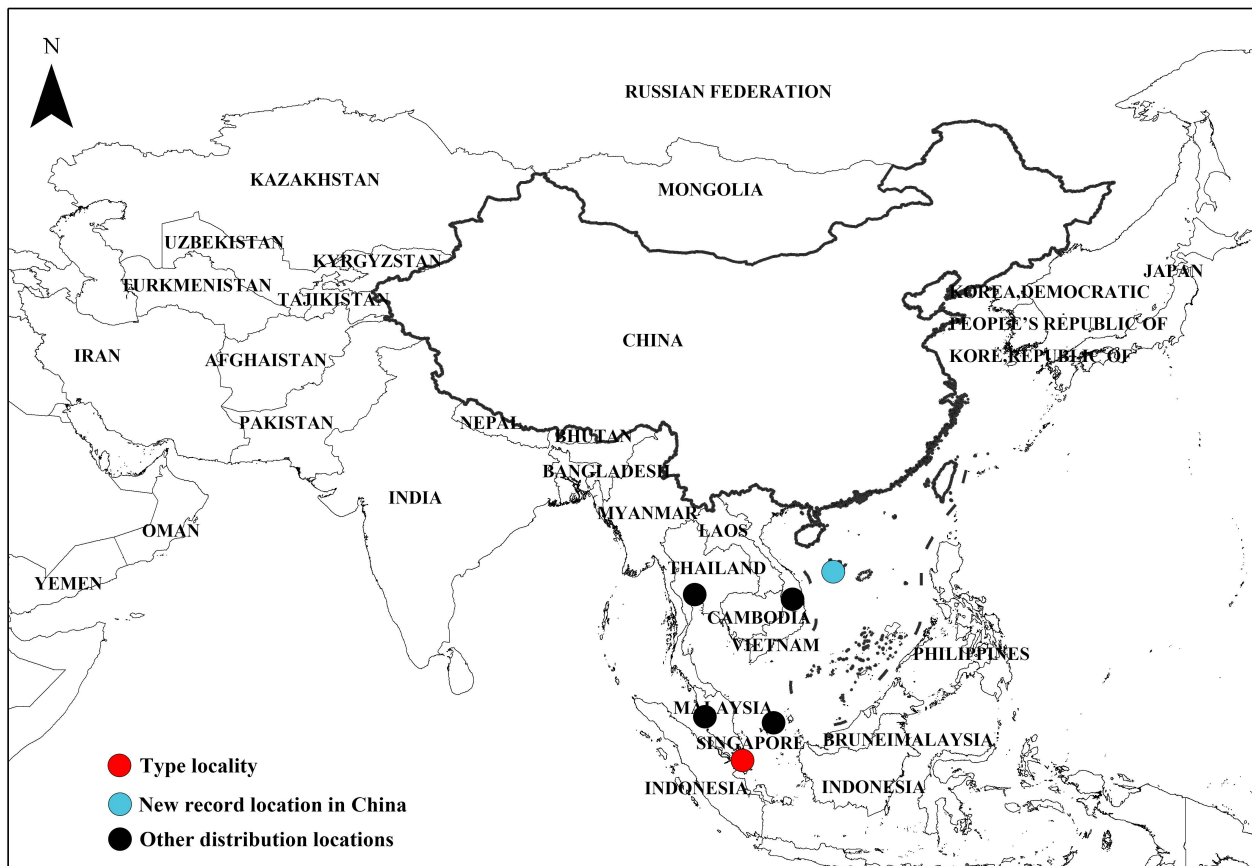 N
RUSSIAN FEDERATION
KAZAKHSTAN
MONGOLIA
UZBEKISTAN
KYRGYZSTAN
JAPAN
TURKMENISTAN
TAJIKISTAN
KOREA,DEMOCRATIC
PEOPLE'S REPUBLIC OF
IRAN
AFGHAISTAN
CHINA
KORE,REPUBLIC OF
PAKISTAN
NEPAL
BHUTAN
BANGLADESH
INDIA
MYANMAR
OMAN
LAOS
YEMEN
THAILAND
CAMBODIA
VIETNAM
PHILIPPINES
MALAYSIA
SINGAPORE
BRUNEIMALAYSIA
INDONESIA
INDONESIA
Type locality
New record location in China
Other distribution locations